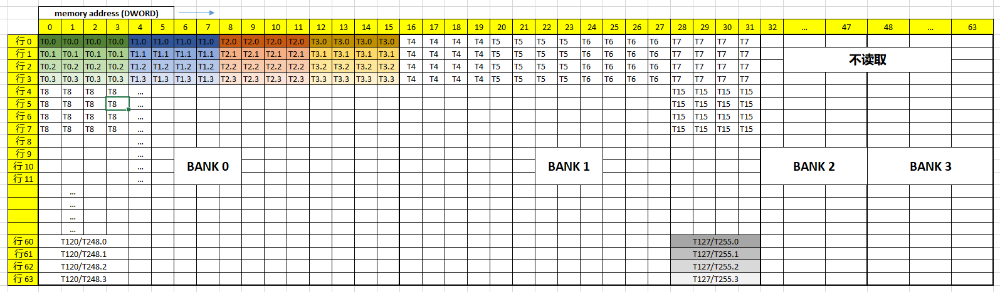 memory address (DWORD)
0 1 2 3 4 5 6 7 8 9 10 11 12 13 14 15 16 17 18 19 20 21 22 23 24 25 26 27 28 29 30 31 32 ... 47 48 ... 63
行 0 T0.0 T0.0 T0.0 T0.0 T1.0 T1.0 T1.0 T1.0 T2.0 T2.0 T2.0 T2.0 T3.0 T3.0 T3.0 T3.0 T4 T4 T4 T4 T5 T5 T5 T5 T6 T6 T6 T6 T7 T7 T7 T7
行 1 T0.1 T0.1 T0.1 T0.1 T1.1 T1.1 T1.1 T1.1 T2.1 T2.1 T2.1 T2.1 T3.1 T3.1 T3.1 T3.1 T4 T4 T4 T4 T5 T5 T5 T5 T6 T6 T6 T6 T7 T7 T7 T7
不读取
行 2 T0.2 T0.2 T0.2 T0.2 T1.2 T1.2 T1.2 T1.2 T2.2 T2.2 T2.2 T2.2 T3.2 T3.2 T3.2 T3.2 T4 T4 T4 T4 T5 T5 T5 T5 T6 T6 T6 T6 T7 T7 T7 T7
行 3 T0.3 T0.3 T0.3 T0.3 T1.3 T1.3 T1.3 T1.3 T2.3 T2.3 T2.3 T2.3 T3.3 T3.3 T3.3 T3.3 T4 T4 T4 T4 T5 T5 T5 T5 T6 T6 T6 T6 T7 T7 T7 T7
行 4 T8 T8 T8 T8 ... T15 T15 T15 T15
行 5 T8 T8 T8 T8 ... T15 T15 T15 T15
行 6 T8 T8 T8 T8 ... T15 T15 T15 T15
行 7 T8 T8 T8 T8 ... T15 T15 T15 T15
行 8 ...
行 9 ...
行 10 ... BANK 0 BANK 1 BANK 2 BANK 3
行 11 ...
...
...
...
...
行 60 T120/T248.0 T127/T255.0
行61 T120/T248.1 T127/T255.1
行 62 T120/T248.2 T127/T255.2
行 63 T120/T248.3 T127/T255.3